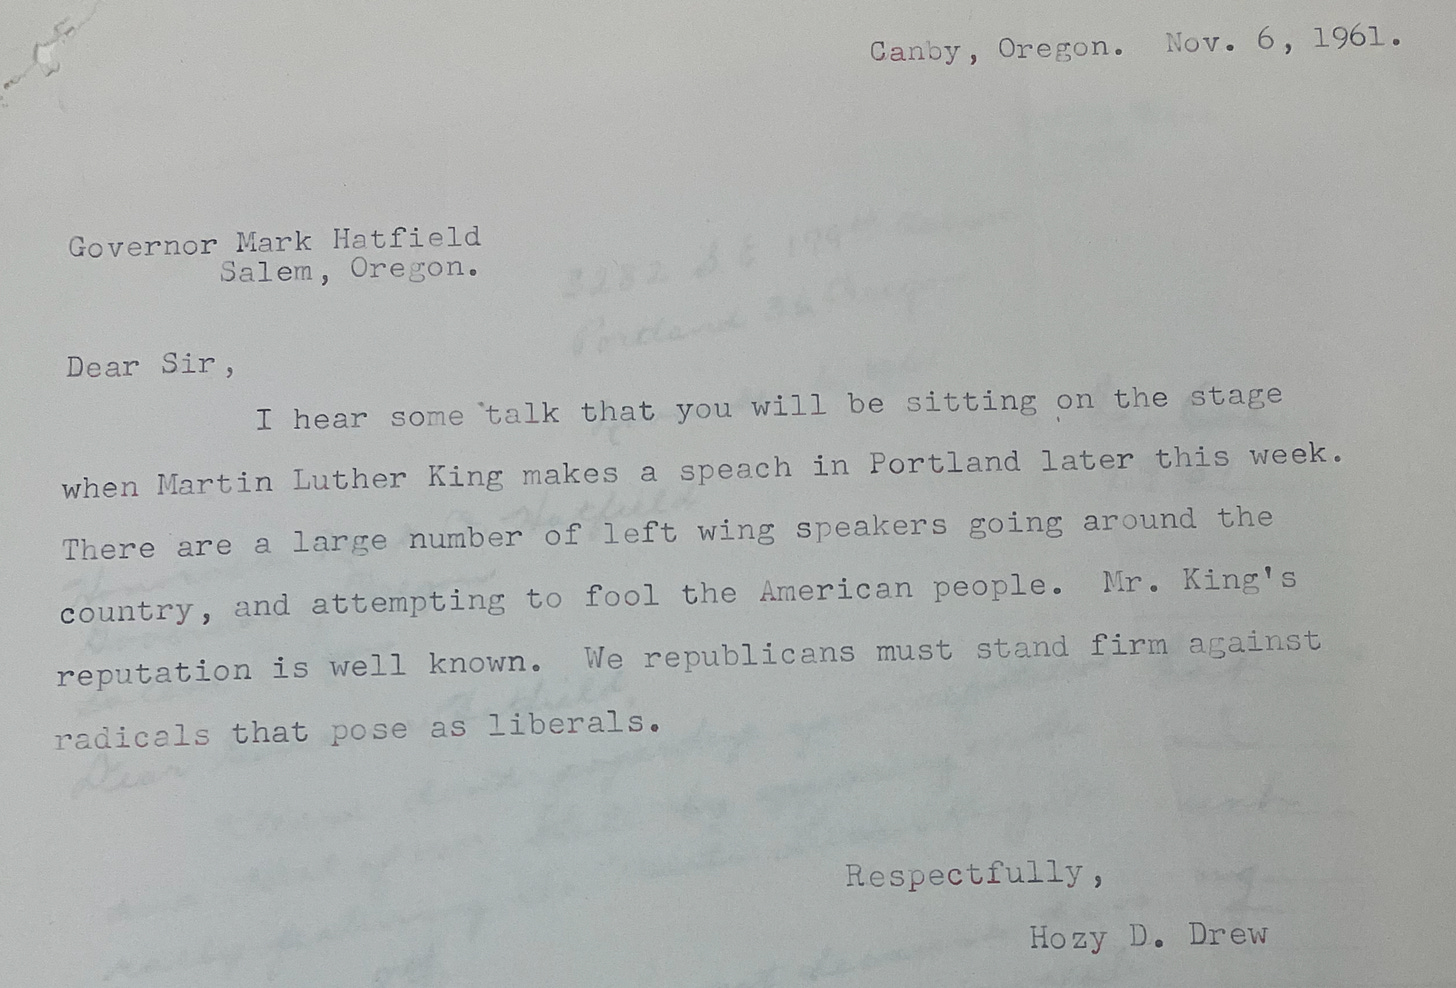 Canby, Oregon. Nov. 6, 1961.
Governor Mark Hatfield
Salem, Oregon.
Dear Sir,
I hear some talk that you will be sitting on the stage
when Martin Luther King makes a speach in Portland later this week.
There are a large number of left wing speakers going around the
country, and attempting to fool the American people. Mr. King's
reputation is well known. We republicans must stand firm against
radicals that pose as liberals.
Respectfully,
Hozy D. Drew